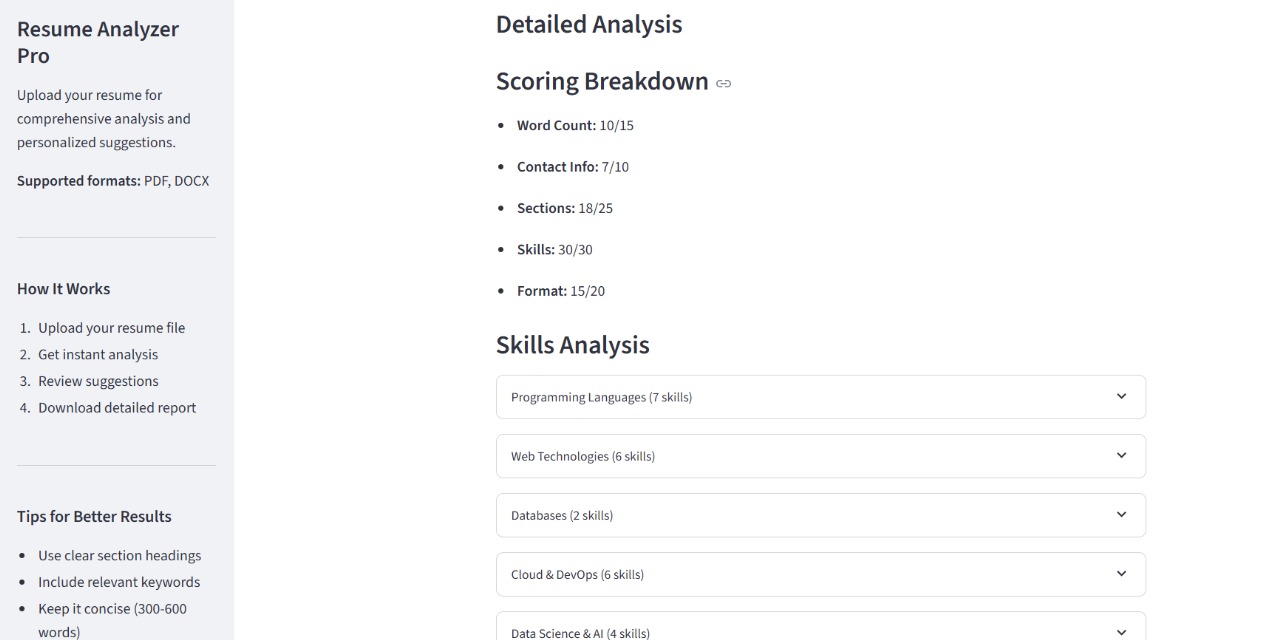 Resume Analyzer
Pro
Upload your resume for
comprehensive analysis and
personalized suggestions.
Supported formats: PDF, DOCX
How It Works
1. Upload your resume file
2. Get instant analysis
3. Review suggestions
4. Download detailed report
Tips for Better Results
• Use clear section headings
• Include relevant keywords
• Keep it concise (300-600
words)
Detailed Analysis
Scoring Breakdown
• Word Count: 10/15
• Contact Info: 7/10
• Sections: 18/25
• Skills: 30/30
• Format: 15/20
Skills Analysis
Programming Languages (7 skills)
Web Technologies (6 skills)
Databases (2 skills)
Cloud & DevOps (6 skills)
Data Science & AI (4 skills)